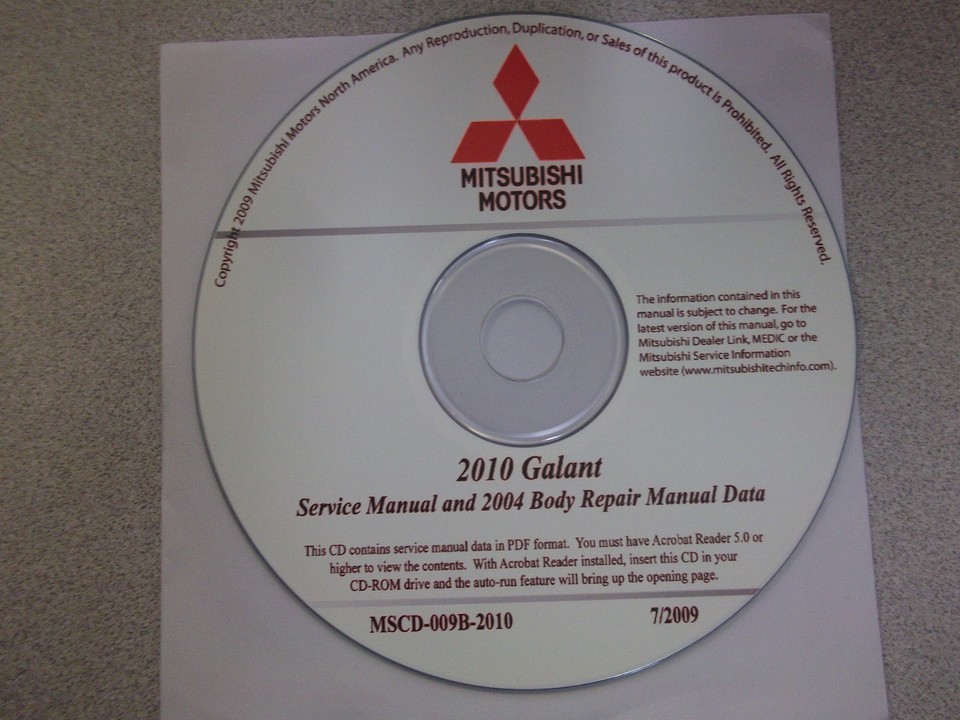 Copyright 2009 Mitsubishi Motors North America. Any Reproduction, Duplication, or Sales of this product is Prohibited. All Rights Reserved.
MITSUBISHI
MOTORS
The information contained in this
manual is subject to change. For the
latest version of this manual, go to
Mitsubishi Dealer Link, MEDIC or the
Mitsubishi Service Information
website (www.mitsubishitechinfo.com).
2010 Galant
Service Manual and 2004 Body Repair Manual Data
This CD contains service manual data in PDF format. You must have Acrobat Reader 5.0 or
higher to view the contents. With Acrobat Reader installed, insert this CD in your
CD-ROM drive and the auto-run feature will bring up the opening page.
MSCD-009B-2010
7/2009